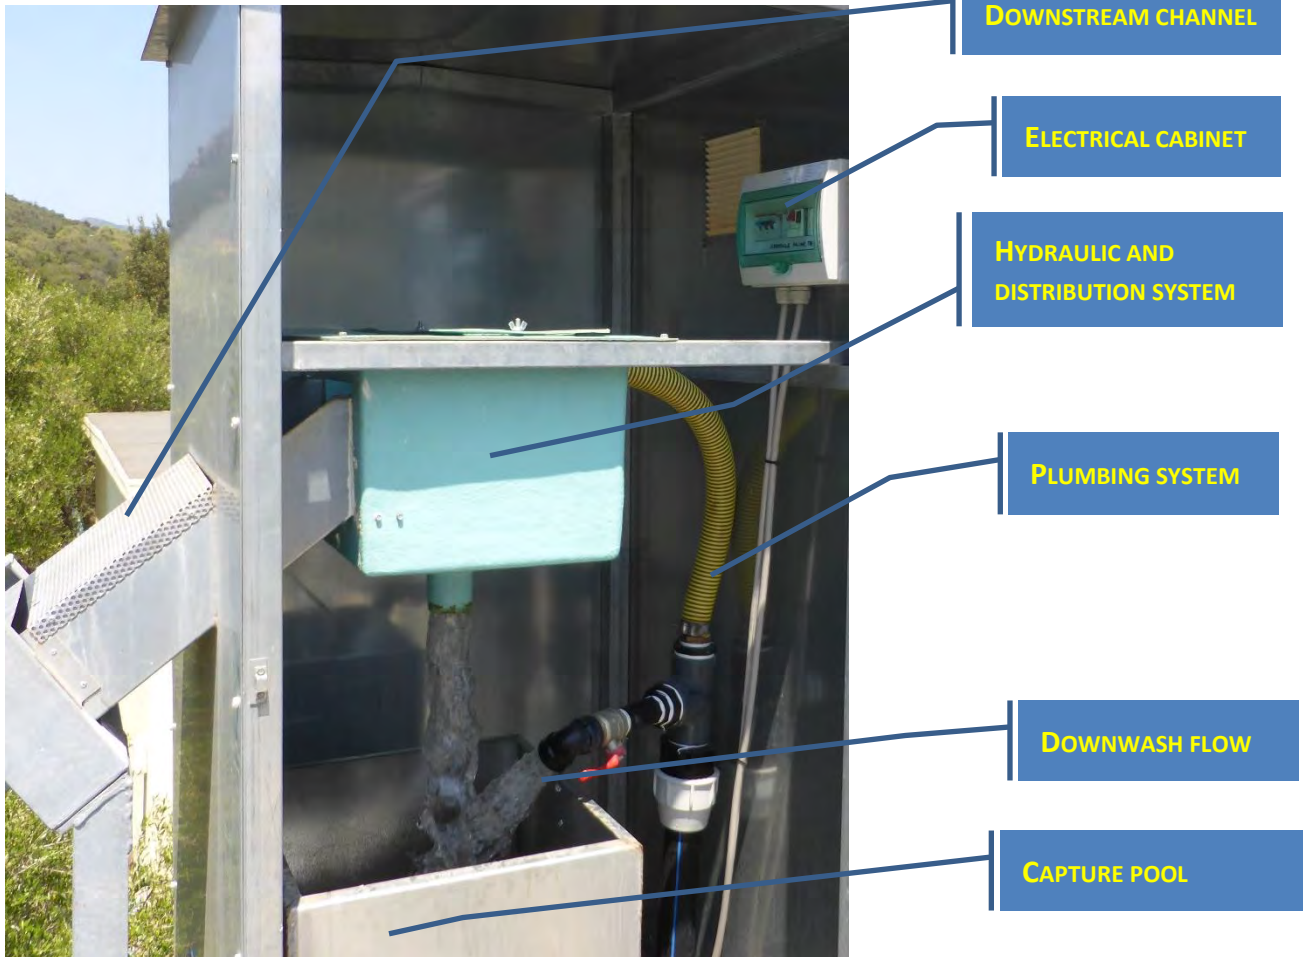 DOWNSTREAM CHANNEL
ELECTRICAL CABINET
HYDRAULIC AND
DISTRIBUTION SYSTEM
PLUMBING SYSTEM
DOWNWASH FLOW
CAPTURE POOL